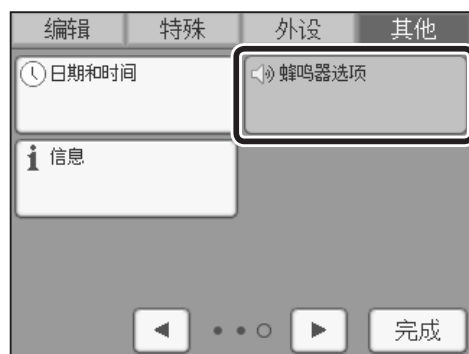 编辑 特殊 外设 其他
日期和时间 蜂鸣器选项
信息
完成